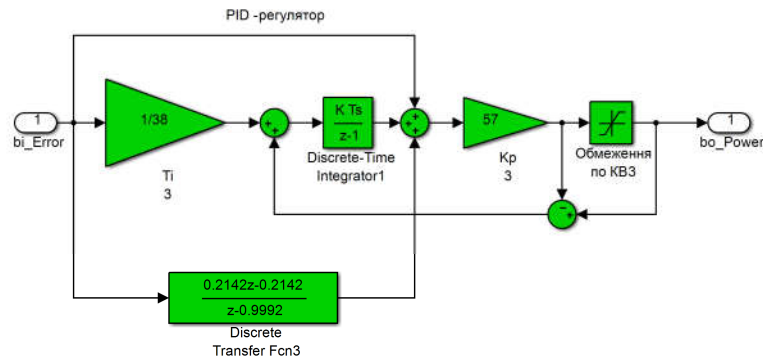 PID -регулятор
1
bi_Error
1/38
Ti
3
+
+
K Ts
z-1
Discrete-Time
Integrator1
+
+
+
57
Kp
3
Обмеження
по КВЗ
1
bo_Power
−
+
0.2142z-0.2142
z-0.9992
Discrete
Transfer Fcn3